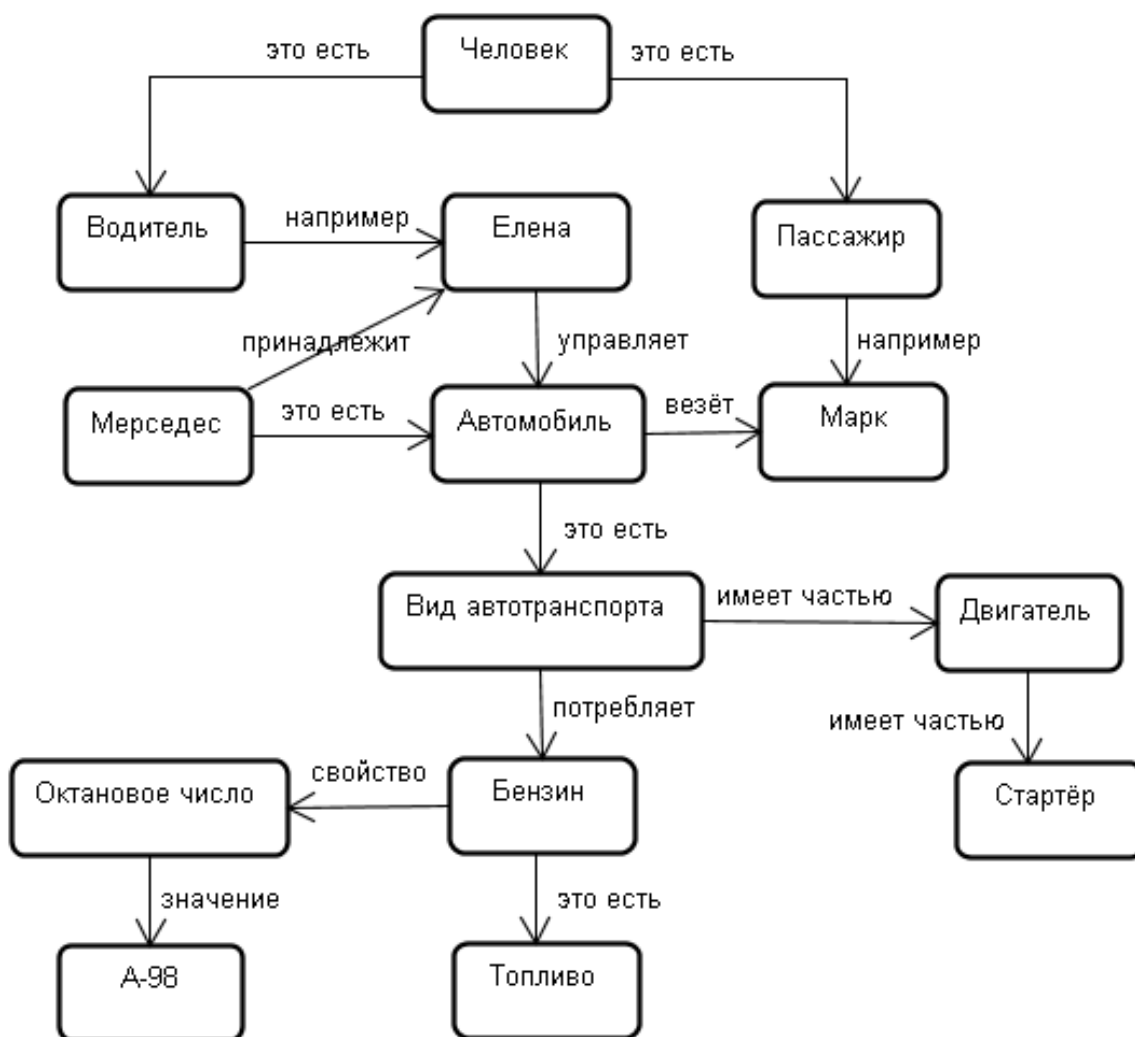 это есть
Человек
это есть
Водитель
например
Елена
Пассажир
принадлежит
управляет
например
Мерседес
это есть
Автомобиль
везёт
Марк
это есть
Вид автотранспорта
имеет частью
Двигатель
потребляет
имеет частью
Октановое число
свойство
Бензин
Стартёр
значение
это есть
А-98
Топливо